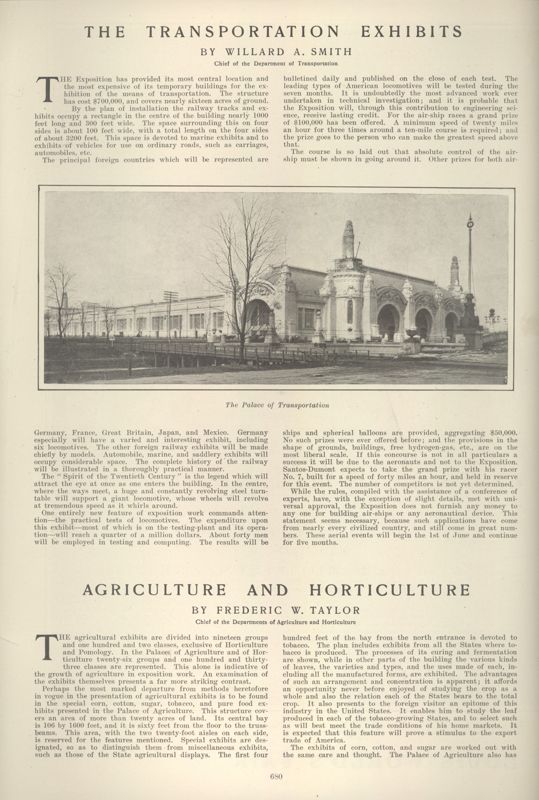 THE TRANSPORTATION EXHIBITS
BY WILLARD A. SMITH
Chief of the Department of Transportation
THE Exposition has provided its most central location and
the most expensive of its temporary buildings for the ex-
hibition of the means of transportation. The structure
has cost $700,000, and covers nearly sixteen acres of ground.
By the plan of installation the railway tracks and ex-
hibits occupy a rectangle in the centre of the building nearly 1000
feet long and 300 feet wide. The space surrounding this on four
sides is about 100 feet wide, with a total length on the four sides
of about 3200 feet. This space is devoted to marine exhibits and to
exhibits of vehicles for use on ordinary roads, such as carriages,
automobiles, etc.
The principal foreign countries which will be represented are
bulletined daily and published on the close of each test. The
leading types of American locomotives will be tested during the
seven months. It is undoubtedly the most advanced work ever
undertaken in technical investigation; and it is probable that
the Exposition will, through this contribution to engineering sci-
ence, receive lasting credit. For the air-ship races a grand prize
of $100,000 has been offered. A minimum speed of twenty miles
an hour for three times around a ten-mile course is required; and
the prize goes to the person who can make the greatest speed above
that.
The course is so laid out that absolute control of the air-
ship must be shown in going around it. Other prizes for both air-
The Palace of Transportation
Germany, France, Great Britain, Japan, and Mexico. Germany
especially will have a varied and interesting exhibit, including
six locomotives. The other foreign railway exhibits will be made
chiefly by models. Automobile, marine, and saddlery exhibits will
occupy considerable space. The complete history of the railway
will be illustrated in a thoroughly practical manner.
The "Spirit of the Twentieth Century" is the legend which will
attract the eye at once as one enters the building. In the centre,
where the ways meet, a huge and constantly revolving steel turn-
table will support a giant locomotive, whose wheels will revolve
at tremendous speed as it whirls around.
One entirely new feature of exposition work commands atten-
tion—the practical tests of locomotives. The expenditure upon
this exhibit—most of which is on the testing-plant and its opera-
tion—will reach a quarter of a million dollars. About forty men
will be employed in testing and computing. The results will be
ships and spherical balloons are provided, aggregating $50,000.
No such prizes were ever offered before; and the provisions in the
shape of grounds, buildings, free hydrogen-gas, etc., are on the
most liberal scale. If this concourse is not in all particulars a
success it will be due to the aeronauts and not to the Exposition.
Santos-Dumont expects to take the grand prize with his racer
No. 7, built for a speed of forty miles an hour, and held in reserve
for this event. The number of competitors is not yet determined.
While the rules, compiled with the assistance of a conference of
experts, have, with the exception of slight details, met with uni-
versal approval, the Exposition does not furnish any money to
any one for building air-ships or any aeronautical device. This
statement seems necessary, because such applications have come
from nearly every civilized country, and still come in great num-
bers. These aerial events will begin the 1st of June and continue
for five months.
AGRICULTURE AND HORTICULTURE
BY FREDERIC W. TAYLOR
Chief of the Departments of Agriculture and Horticulture
THE agricultural exhibits are divided into nineteen groups
and one hundred and two classes, exclusive of Horticulture
and Pomology. In the Palaces of Agriculture and of Hor-
ticulture twenty-six groups and one hundred and thirty-
three classes are represented. This alone is indicative of
the growth of agriculture in exposition work. An examination of
the exhibits themselves presents a far more striking contrast.
Perhaps the most marked departure from methods heretofore
in vogue in the presentation of agricultural exhibits is to be found
in the special corn, cotton, sugar, tobacco, and pure food ex-
hibits presented in the Palace of Agriculture. This structure cov-
ers an area of more than twenty acres of land. Its central bay
is 106 by 1600 feet, and it is sixty feet from the floor to the truss-
beams. This area, with the two twenty-foot aisles on each side,
is reserved for the features mentioned. Special exhibits are des-
ignated, so as to distinguish them from miscellaneous exhibits,
such as those of the State agricultural displays. The first four
hundred feet of the bay from the north entrance is devoted to
tobacco. The plan includes exhibits from all the States where to-
bacco is produced. The processes of its curing and fermentation
are shown, while in other parts of the building the various kinds
of leaves, the varieties and types, and the uses made of each, in-
cluding all the manufactured forms, are exhibited. The advantages
of such an arrangement and concentration is apparent; it affords
an opportunity never before enjoyed of studying the crop as a
whole and also the relation each of the States bears to the total
crop. It also presents to the foreign visitor an epitome of this
industry in the United States. It enables him to study the leaf
produced in each of the tobacco-growing States, and to select such
as will best meet the trade conditions of his home markets. It
is expected that this feature will prove a stimulus to the export
trade of America.
The exhibits of corn, cotton, and sugar are worked out with
the same care and thought. The Palace of Agriculture also has
680